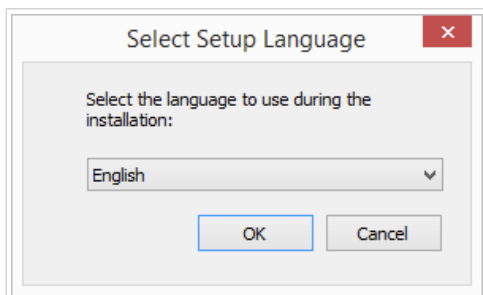 Select Setup Language
Select the language to use during the
installation:
English
OK
Cancel